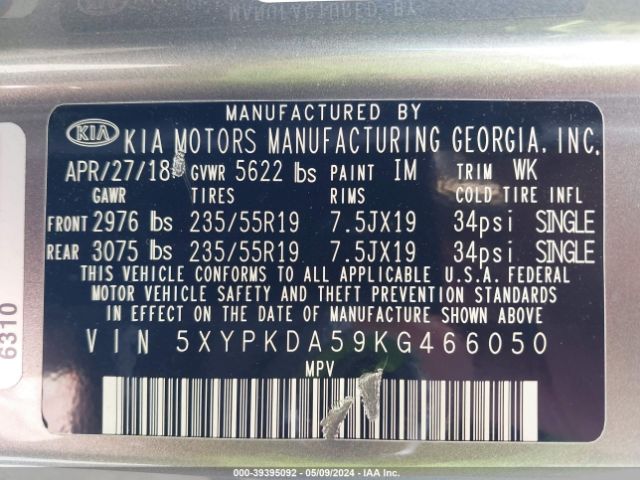 MANUFACTURED BY
KIA KIA MOTORS MANUFACTURING GEORGIA, INC.
APR/27/18 GVWR 5622 lbs PAINT IM TRIM WK
GAWR TIRES RIMS COLD TIRE INFL
FRONT 2976 lbs 235/55R19 7.5JX19 34psi SINGLE
REAR 3075 lbs 235/55R19 7.5JX19 34psi SINGLE
THIS VEHICLE CONFORMS TO ALL APPLICABLE U.S.A. FEDERAL
MOTOR VEHICLE SAFETY AND THEFT PREVENTION STANDARDS
IN EFFECT ON THE DATE OF MANUFACTURE SHOWN ABOVE
VIN 5XYPKDA59KG466050
MPV
6310
000-39395092 - 05/09/2024 - IAA Inc.